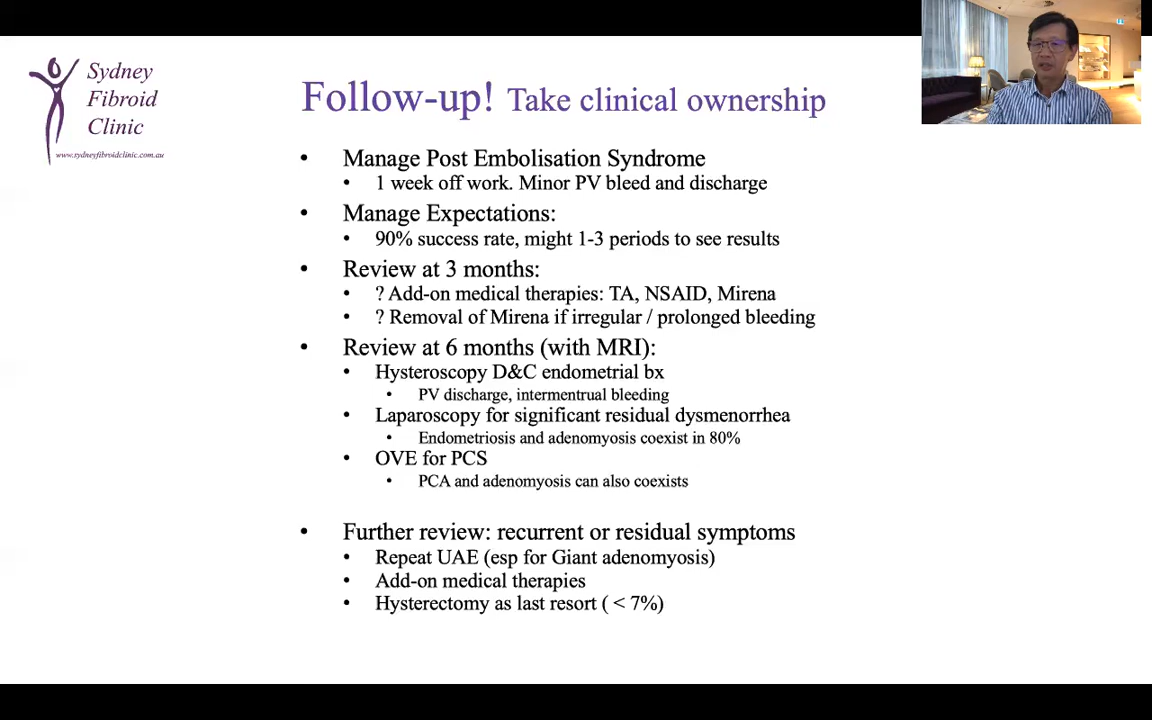 Sydney
Fibroid
Clinic
www.sydneyfibroidclinic.com.au
Follow-up! Take clinical ownership
• Manage Post Embolisation Syndrome
• 1 week off work. Minor PV bleed and discharge
• Manage Expectations:
• 90% success rate, might 1-3 periods to see results
• Review at 3 months:
• ? Add-on medical therapies: TA, NSAID, Mirena
• ? Removal of Mirena if irregular / prolonged bleeding
• Review at 6 months (with MRI):
• Hysteroscopy D&C endometrial bx
• PV discharge, intermentrual bleeding
• Laparoscopy for significant residual dysmenorrhea
• Endometriosis and adenomyosis coexist in 80%
• OVE for PCS
• PCA and adenomyosis can also coexists
• Further review: recurrent or residual symptoms
• Repeat UAE (esp for Giant adenomyosis)
• Add-on medical therapies
• Hysterectomy as last resort ( < 7%)